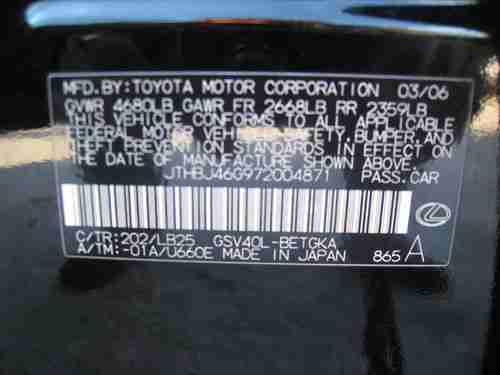 MFD.BY:TOYOTA MOTOR CORPORATION 03/06
GVWR 4680LB GAWR FR 2668LB RR 2359LB
THIS VEHICLE CONFORMS TO ALL APPLICABLE
FEDERAL MOTOR VEHICLE SAFETY, BUMPER, AND
THEFT PREVENTION STANDARDS IN EFFECT ON
THE DATE OF MANUFACTURE SHOWN ABOVE.
JTHBJ46G972004871 PASS.CAR
C/TR:202/LB25 GSV40L-BETGKA
A/TM:-01A/U660E MADE IN JAPAN 865 A